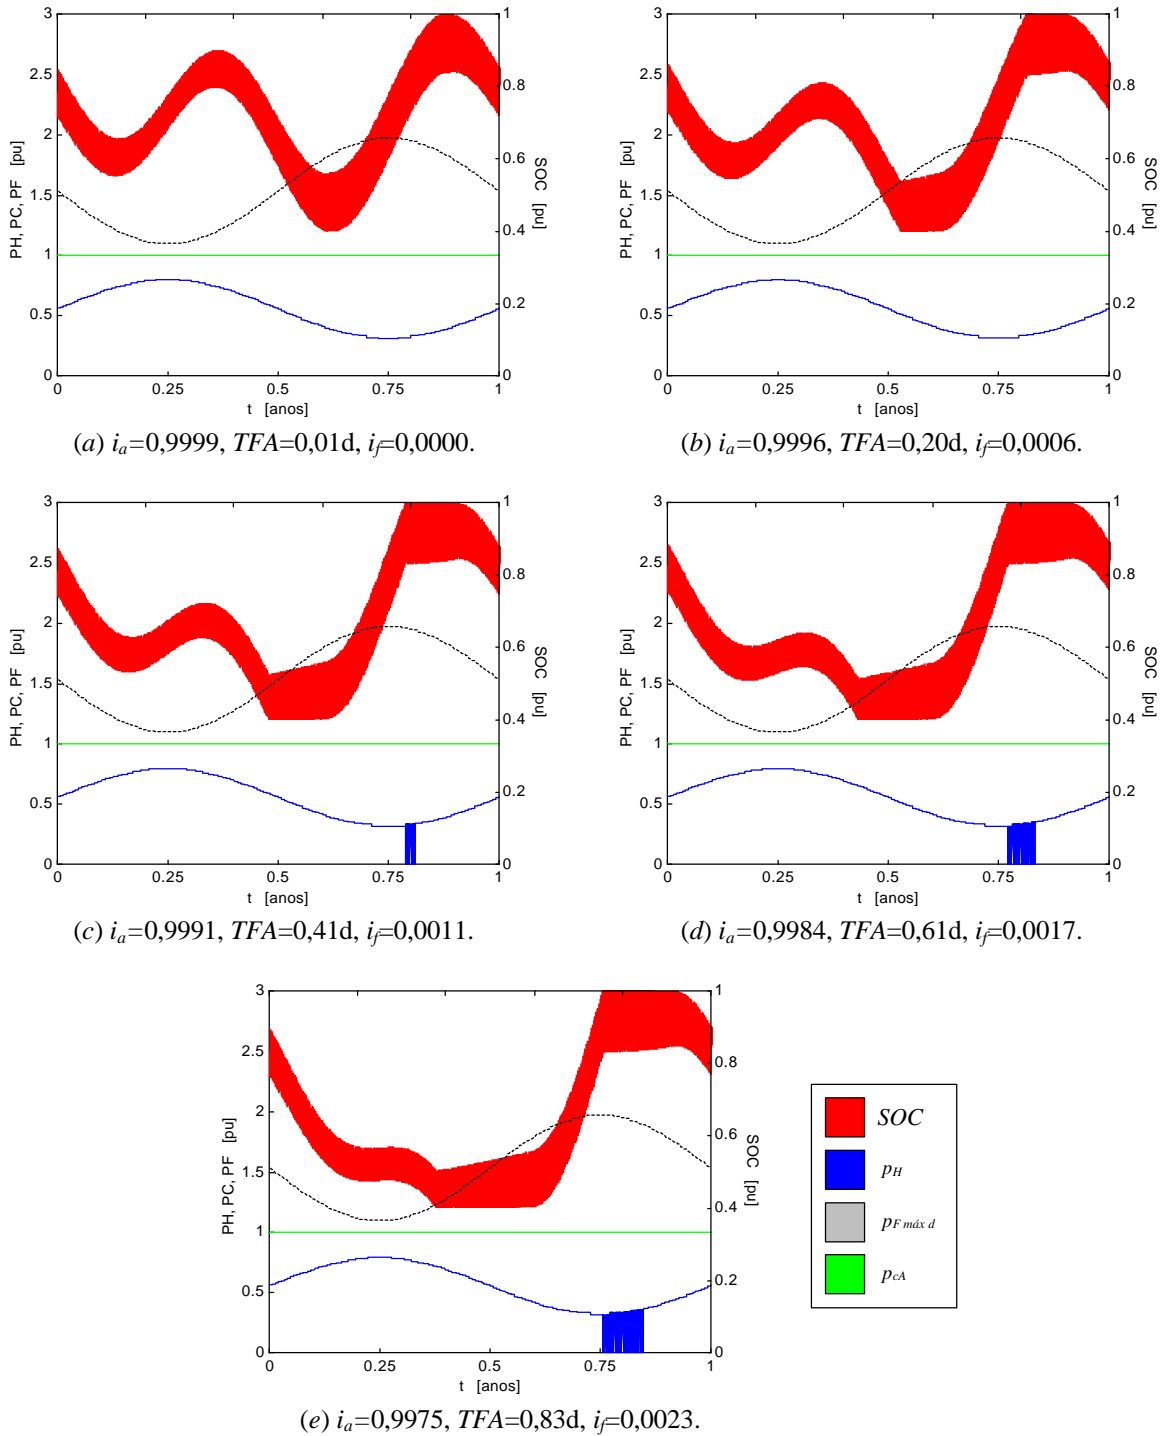 3
2.5
2
1.5
1
0.5
0
PH, PC, PF [pu]
1
0.8
0.6
0.4
0.2
0
SOC [pu]
0 0.25 0.5 0.75 1
t [anos]
3
2.5
2
1.5
1
0.5
0
PH, PC, PF [pu]
1
0.8
0.6
0.4
0.2
0
SOC [pu]
0 0.25 0.5 0.75 1
t [anos]
(a) ia=0,9999, TFA=0,01d, if=0,0000.
(b) ia=0,9996, TFA=0,20d, if=0,0006.
3
2.5
2
1.5
1
0.5
0
PH, PC, PF [pu]
1
0.8
0.6
0.4
0.2
0
SOC [pu]
0 0.25 0.5 0.75 1
t [anos]
3
2.5
2
1.5
1
0.5
0
PH, PC, PF [pu]
1
0.8
0.6
0.4
0.2
0
SOC [pu]
0 0.25 0.5 0.75 1
t [anos]
(c) ia=0,9991, TFA=0,41d, if=0,0011.
(d) ia=0,9984, TFA=0,61d, if=0,0017.
3
2.5
2
1.5
1
0.5
0
PH, PC, PF [pu]
1
0.8
0.6
0.4
0.2
0
SOC [pu]
0 0.25 0.5 0.75 1
t [anos]
SOC
pH
pF máx d
pcA
(e) ia=0,9975, TFA=0,83d, if=0,0023.